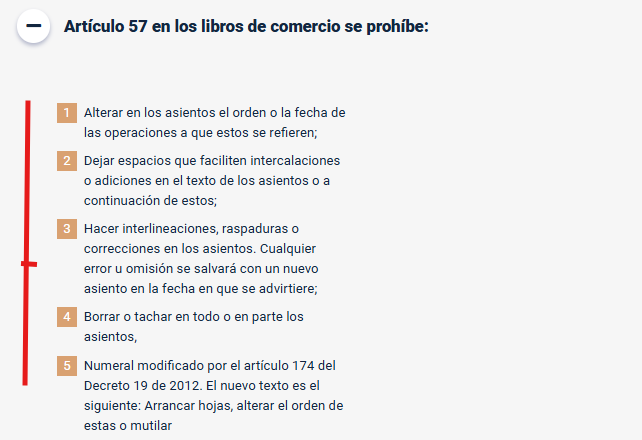 Artículo 57 en los libros de comercio se prohíbe:
1 Alterar en los asientos el orden o la fecha de
las operaciones a que estos se refieren;
2 Dejar espacios que faciliten intercalaciones
o adiciones en el texto de los asientos o a
continuación de estos;
3 Hacer interlineaciones, raspaduras o
correcciones en los asientos. Cualquier
error u omisión se salvará con un nuevo
asiento en la fecha en que se advirtiere;
4 Borrar o tachar en todo o en parte los
asientos,
5 Numeral modificado por el artículo 174 del
Decreto 19 de 2012. El nuevo texto es el
siguiente: Arrancar hojas, alterar el orden de
estas o mutilar